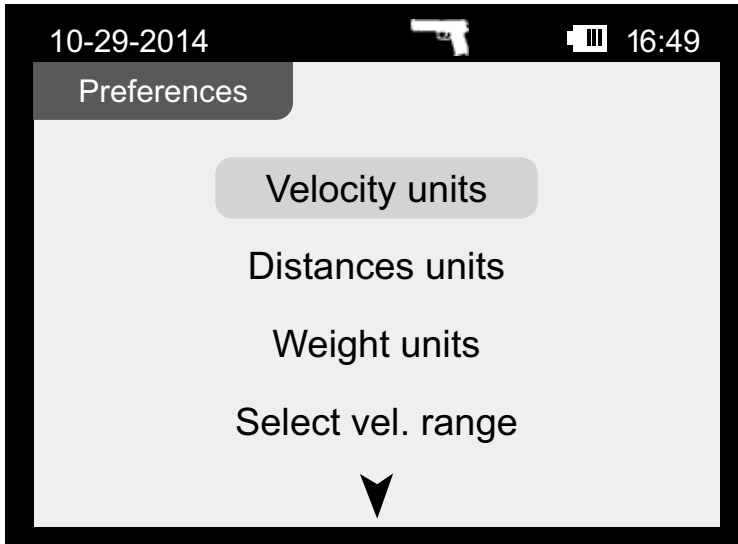 10-29-2014 16:49
Preferences
Velocity units
Distances units
Weight units
Select vel. range